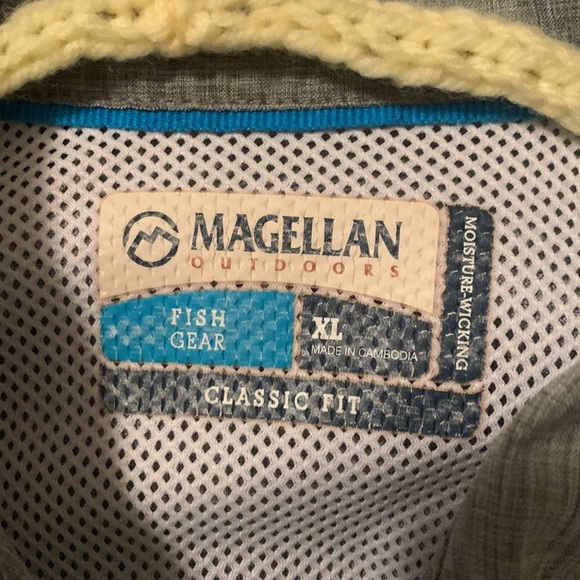 MAGELLAN
OUTDOORS
MOISTURE-WICKING
FISH
GEAR
XL
MADE IN CAMBODIA
CLASSIC FIT